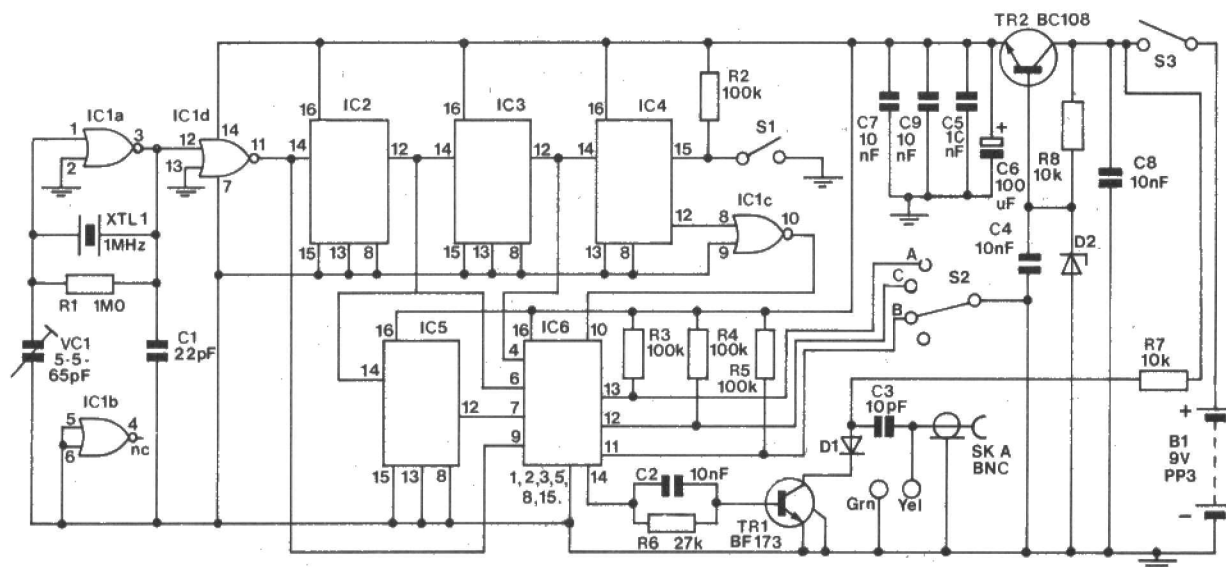 TR2 BC108
S3
IC1a
IC1d
IC2
IC3
IC4
R2
100k
S1
C7
10
nF
C9
10
nF
C5
1C
nF
+
C6
100
uF
R8
10k
C8
10nF
1
2
3
12
13
14
7
11
14
16
12
15
13
8
14
16
12
15
13
8
14
16
15
12
13
8
IC1c
8
9
10
XTL1
1MHz
R1 1M0
VC1
5-5-
65pF
C1
22pF
IC1b
5
6
4
nc
IC5
16
14
12
15
13
8
IC6
16
10
4
6
7
9
13
12
11
14
1,2,3,5,
8,15.
R3
100k
R4
100k
R5
100k
A
C
B
S2
C4
10nF
D2
R7
10k
C3
10pF
D1
SK A
BNC
Grn
Yel
C2 10nF
R6 27k
TR1
BF173
+
B1
9V
PP3
-